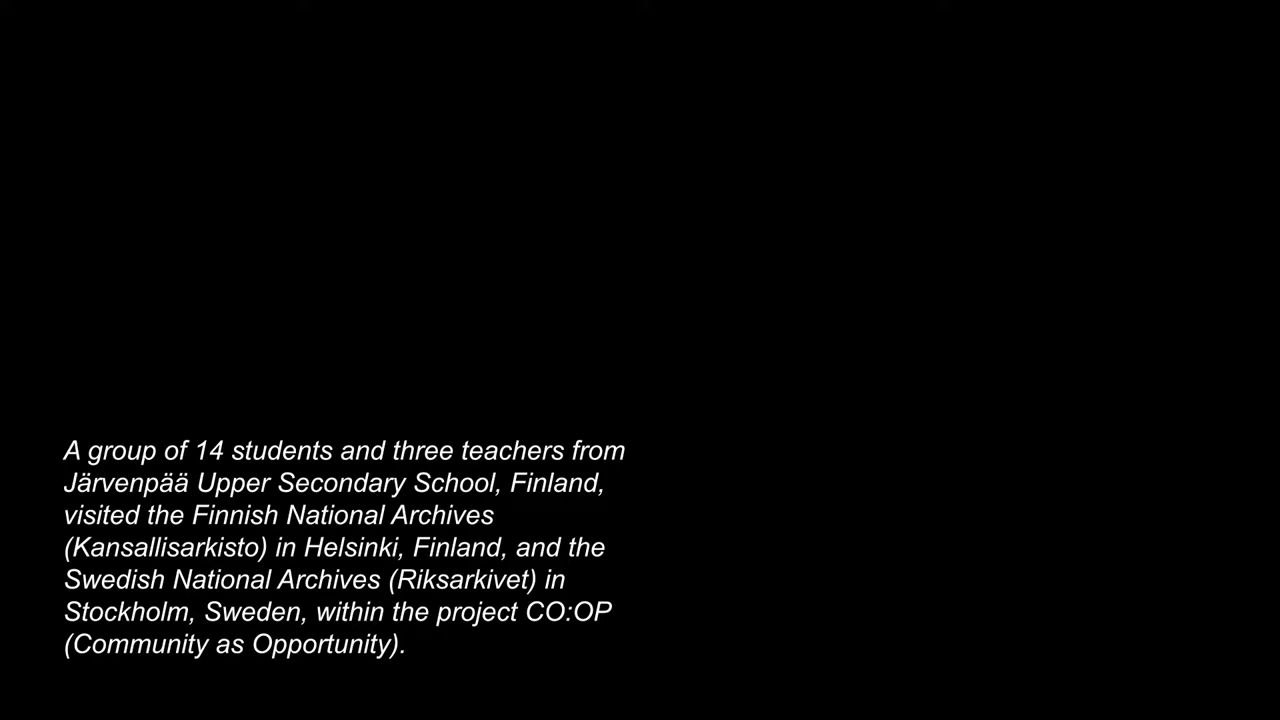 A group of 14 students and three teachers from
Järvenpää Upper Secondary School, Finland,
visited the Finnish National Archives
(Kansallisarkisto) in Helsinki, Finland, and the
Swedish National Archives (Riksarkivet) in
Stockholm, Sweden, within the project CO:OP
(Community as Opportunity).